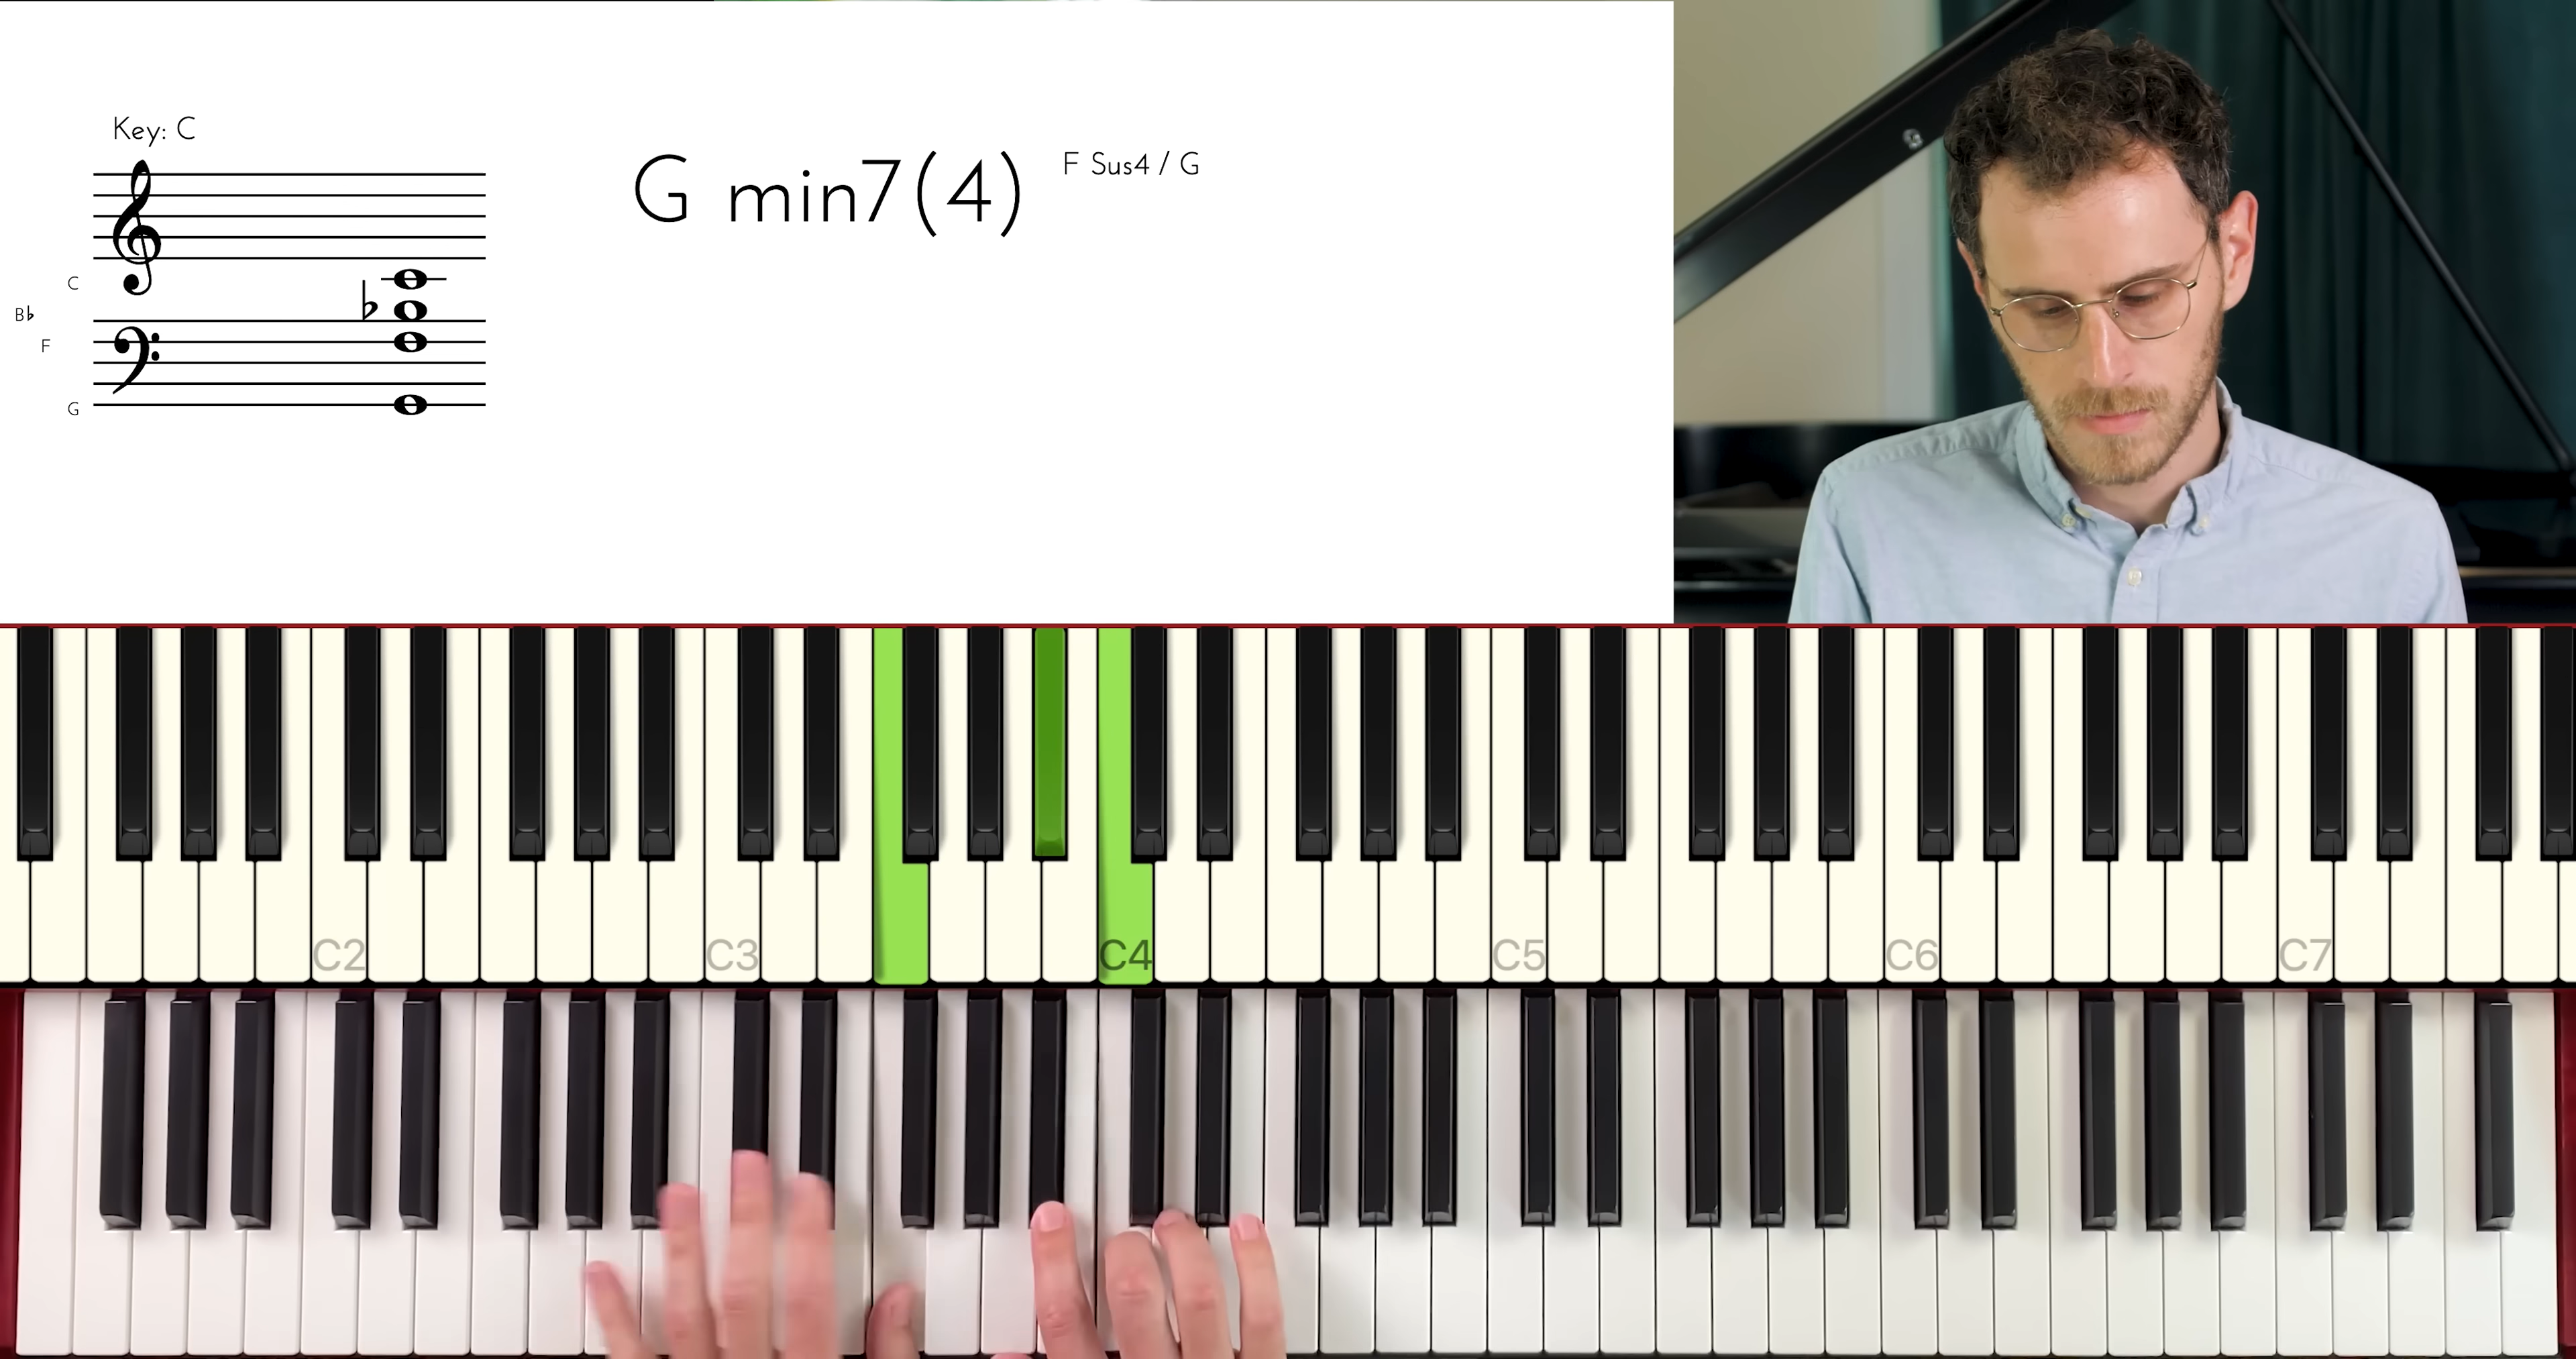 Key: C
G min7(4) F Sus4 / G
C
B♭
F
G
C2 C3 C4 C5 C6 C7